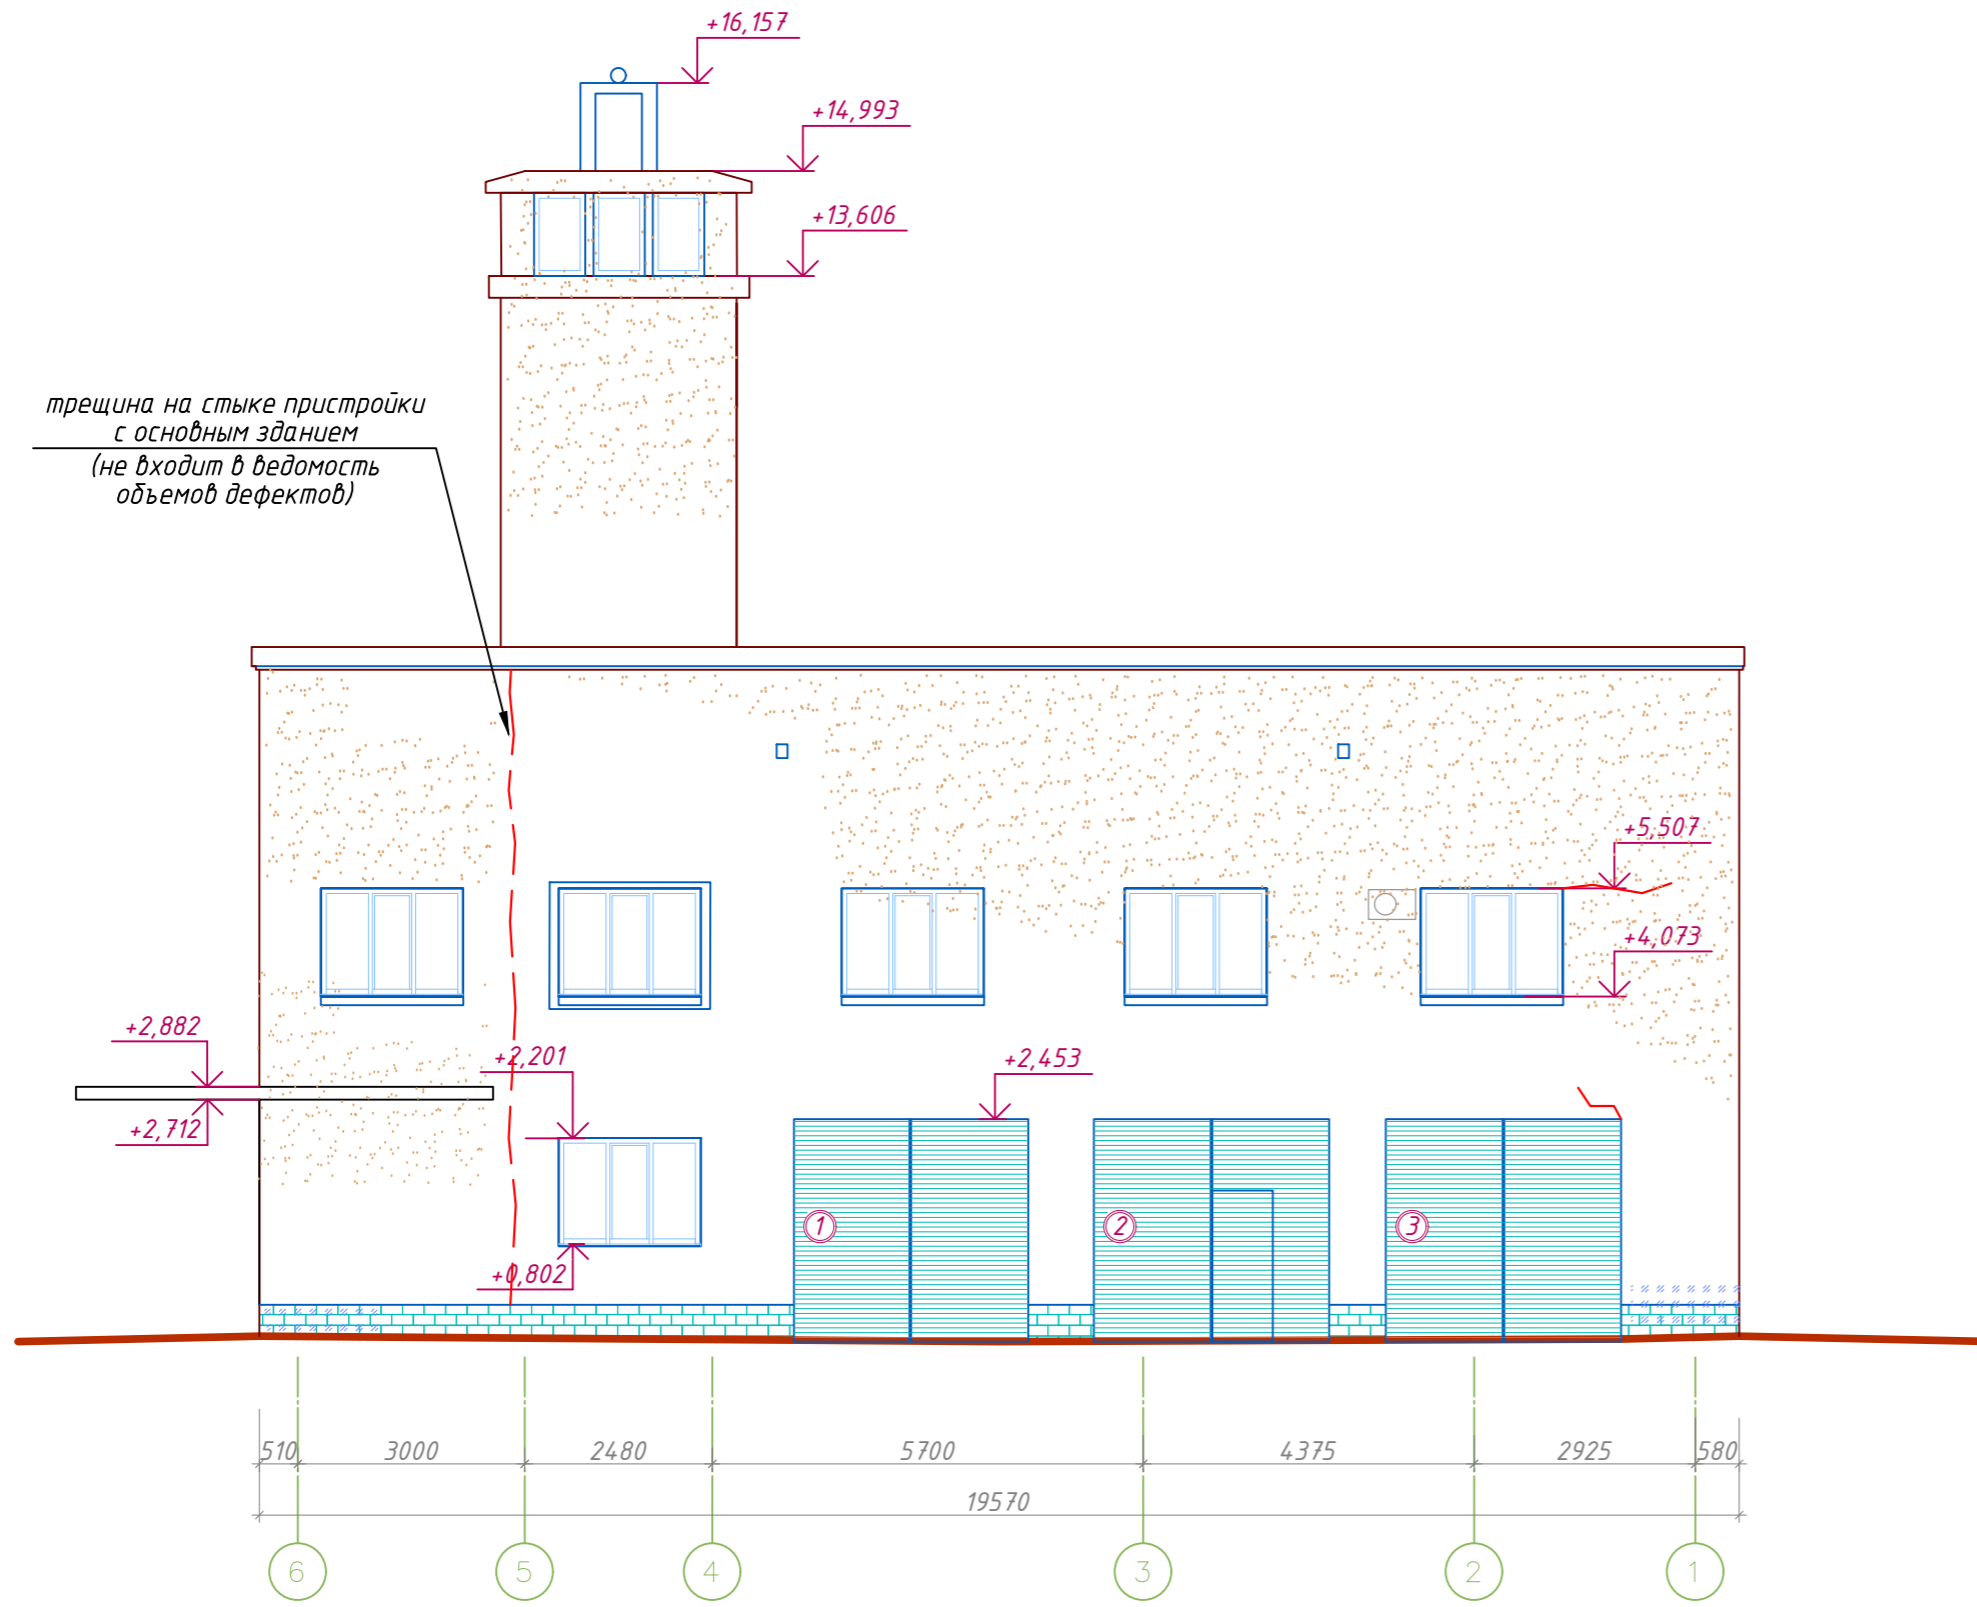 +16,157
+14,993
+13,606
трещина на стыке пристройки
с основным зданием
(не входит в ведомость
объемов дефектов)
+5,507
+4,073
+2,882
+2,201
+2,453
+2,712
1
2
3
+0,802
510 3000 2480 5700 4375 2925 580
19570
6 5 4 3 2 1